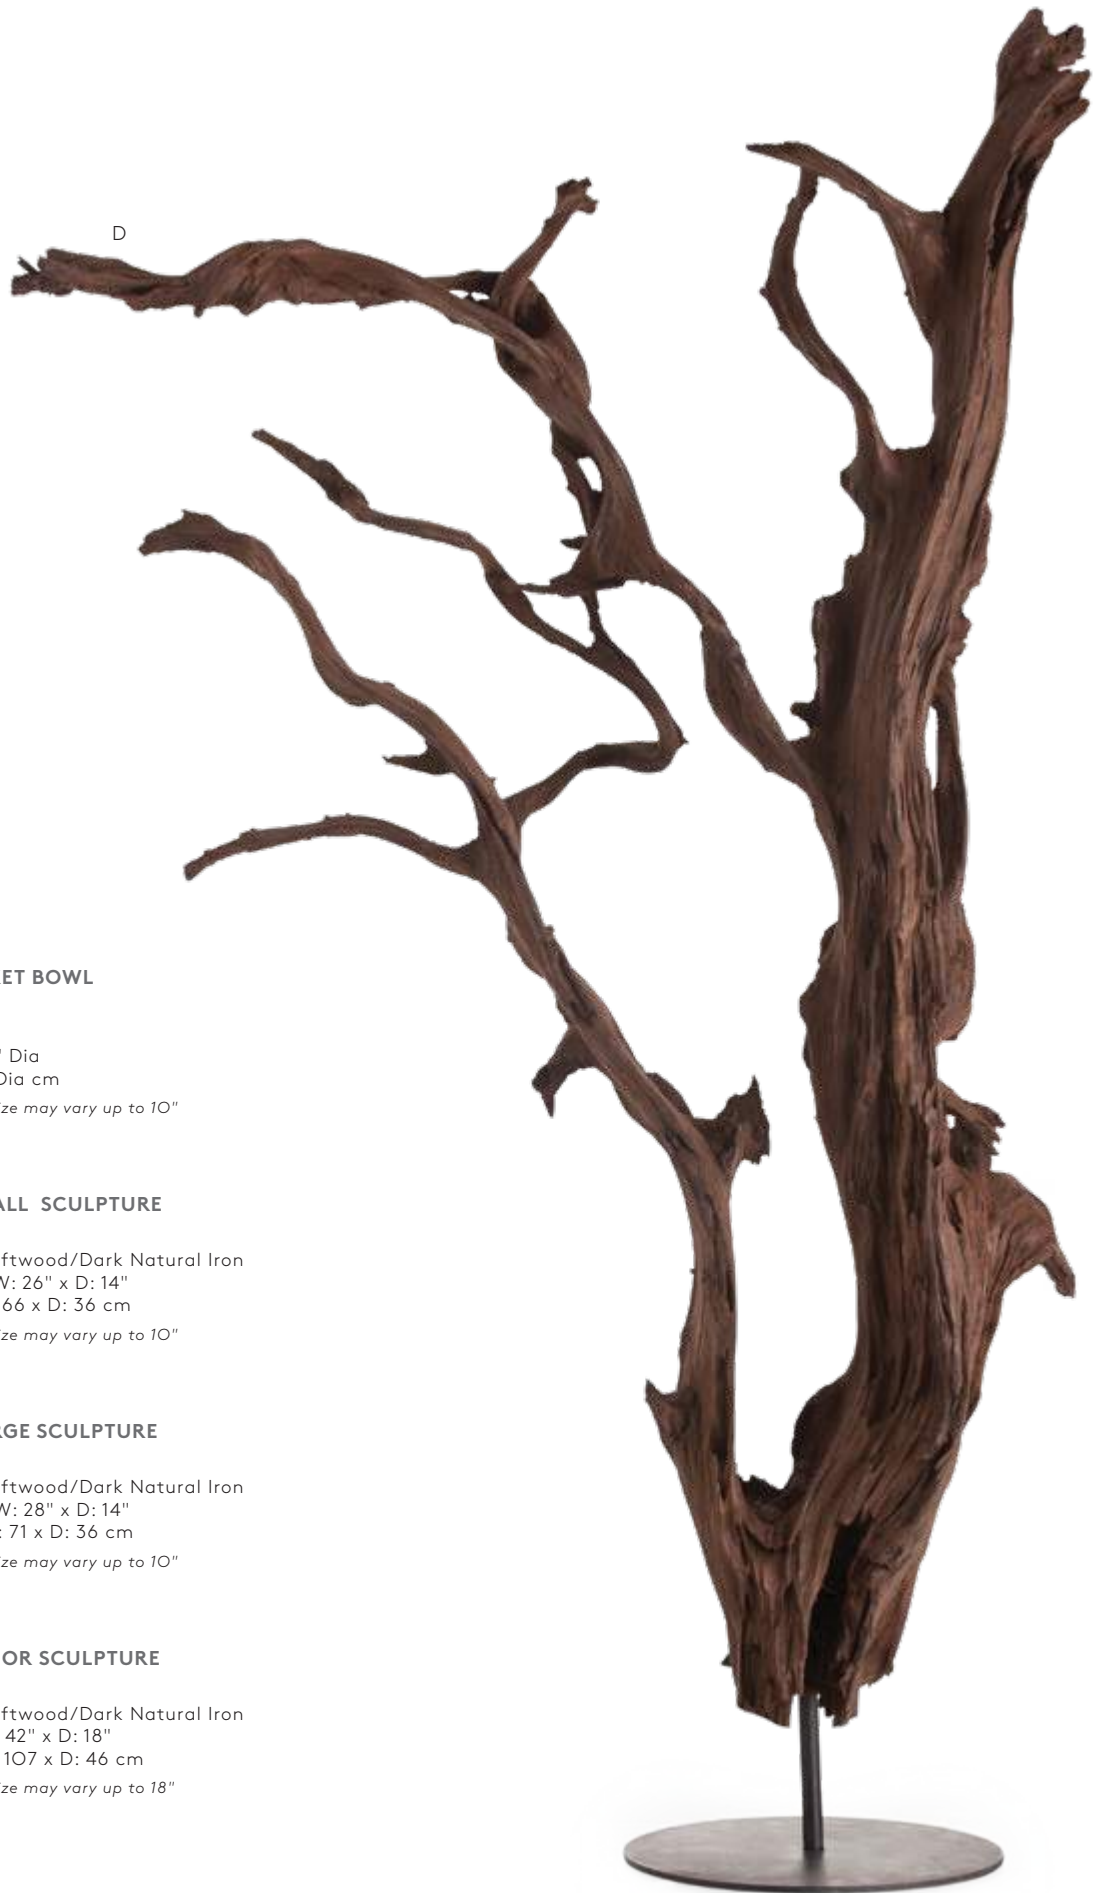 D
ET BOWL
" Dia
Dia cm
ze may vary up to 10"
ALL SCULPTURE
ftwood/Dark Natural Iron
W: 26" x D: 14"
66 x D: 36 cm
ze may vary up to 10"
RGE SCULPTURE
ftwood/Dark Natural Iron
W: 28" x D: 14"
: 71 x D: 36 cm
ze may vary up to 10"
OR SCULPTURE
ftwood/Dark Natural Iron
42" x D: 18"
107 x D: 46 cm
ze may vary up to 18"